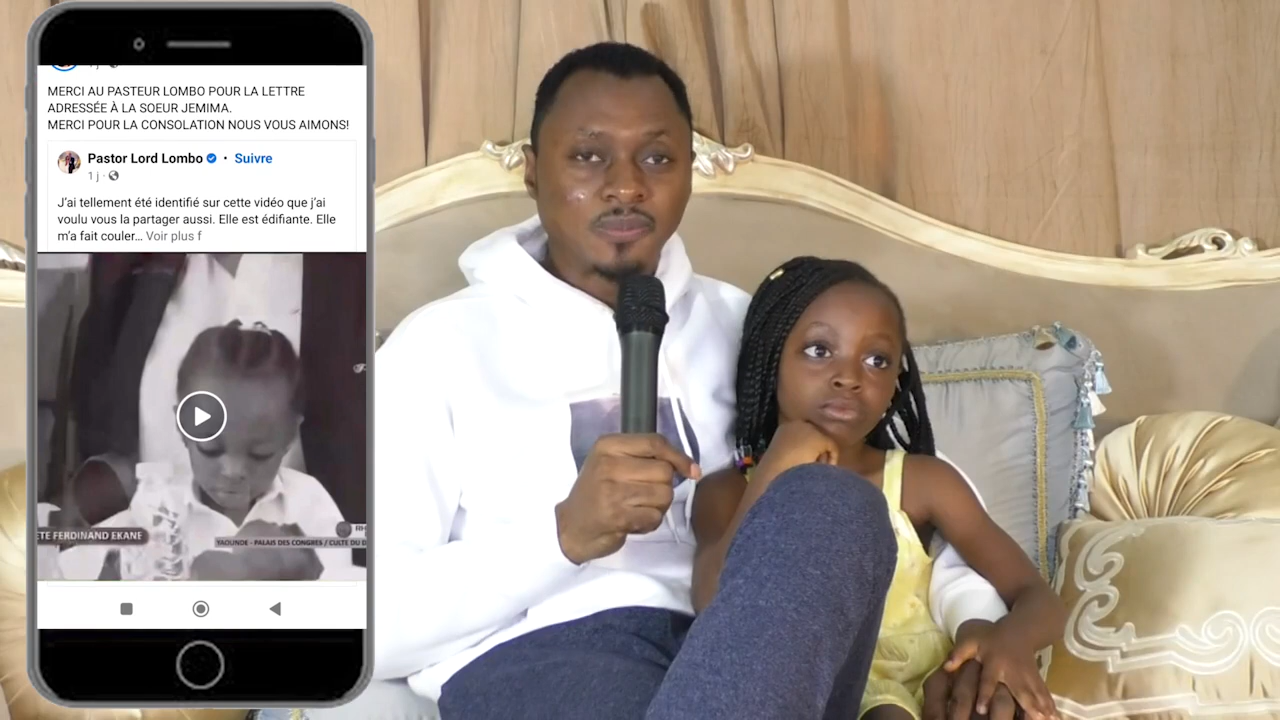 MERCI AU PASTEUR LOMBO POUR LA LETTRE
ADRESSÉE À LA SOEUR JEMIMA.
MERCI POUR LA CONSOLATION NOUS VOUS AIMONS!
Pastor Lord Lombo · Suivre
1 j ·
J'ai tellement été identifié sur cette vidéo que j'ai
voulu vous la partager aussi. Elle est édifiante. Elle
m'a fait couler... Voir plus f
ETE FERDINAND EKANE
RH
YAOUNDE - PALAIS DES CONGRES / CULTE DU D